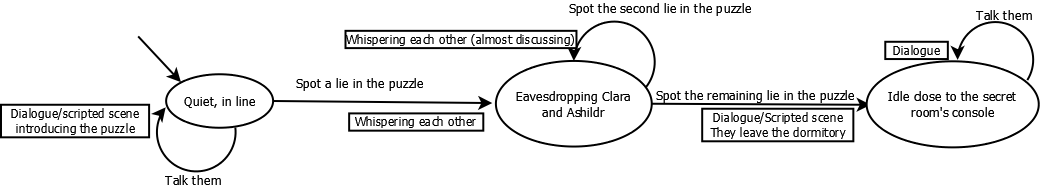 Spot the second lie in the puzzle
Talk them
Whispering each other (almost discussing)
Dialogue
Spot a lie in the puzzle
Quiet, in line
Eavesdropping Clara
and Ashildr
Spot the remaining lie in the puzzle
Idle close to the secret
room's console
Dialogue/scripted scene
introducing the puzzle
Whispering each other
Dialogue/Scripted scene
They leave the dormitory
Talk them